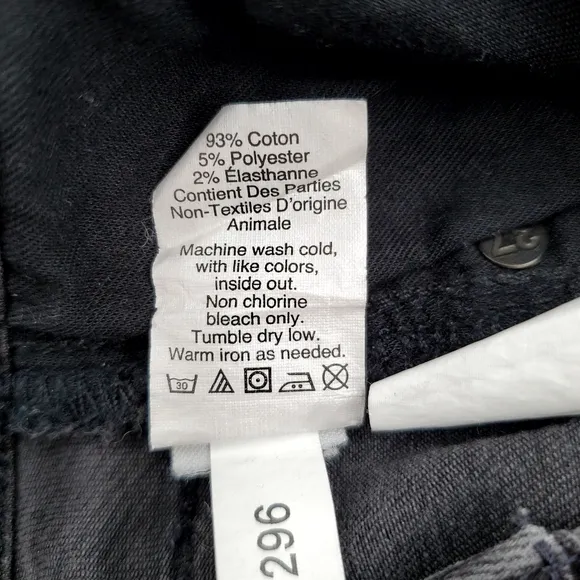 93% Coton
5% Polyester
2% Élasthanne
Contient Des Parties
Non-Textiles D'origine
Animale
Machine wash cold,
with like colors,
inside out.
Non chlorine
bleach only.
Tumble dry low.
Warm iron as needed.
30
27
296